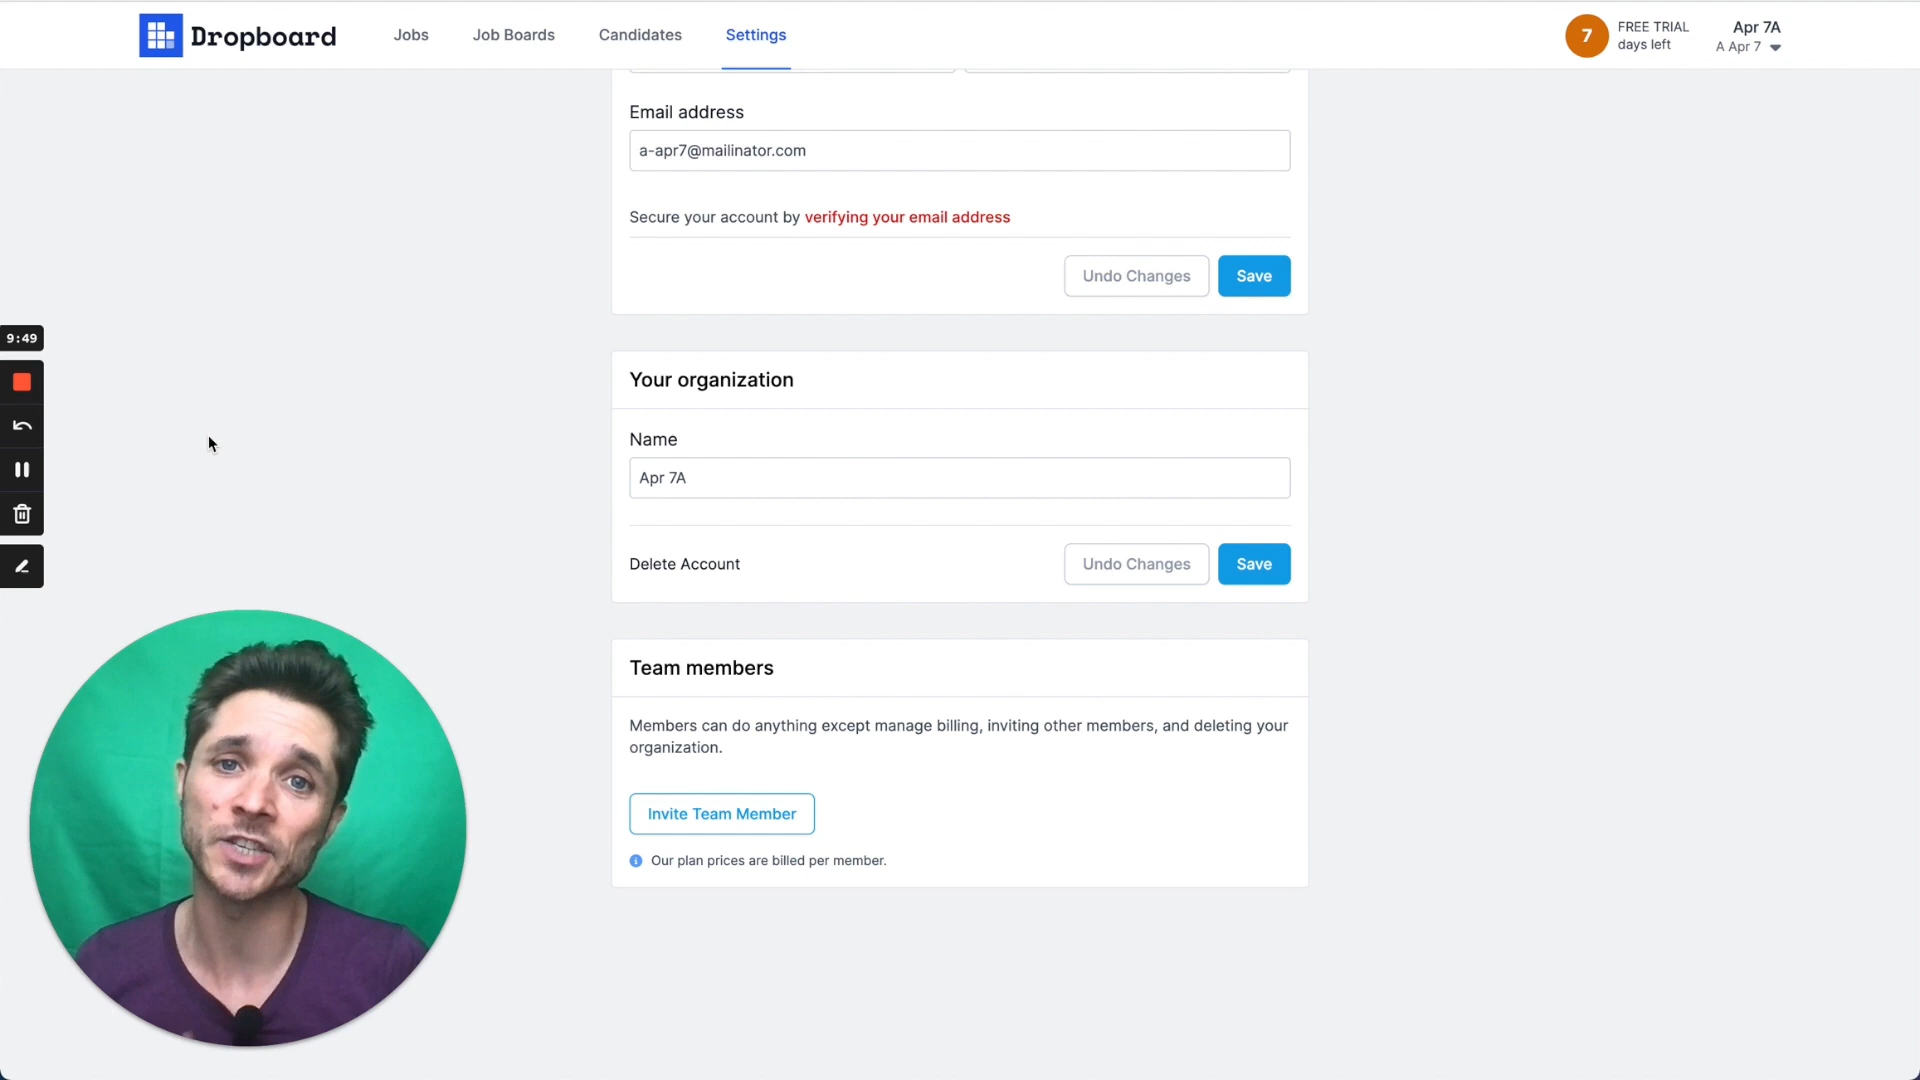 Dropboard
Jobs
Job Boards
Candidates
Settings
7
FREE TRIAL
days left
Apr 7A
A Apr 7
Email address
a-apr7@mailinator.com
Secure your account by verifying your email address
Undo Changes
Save
9:49
Your organization
Name
Apr 7A
Delete Account
Undo Changes
Save
Team members
Members can do anything except manage billing, inviting other members, and deleting your
organization.
Invite Team Member
Our plan prices are billed per member.